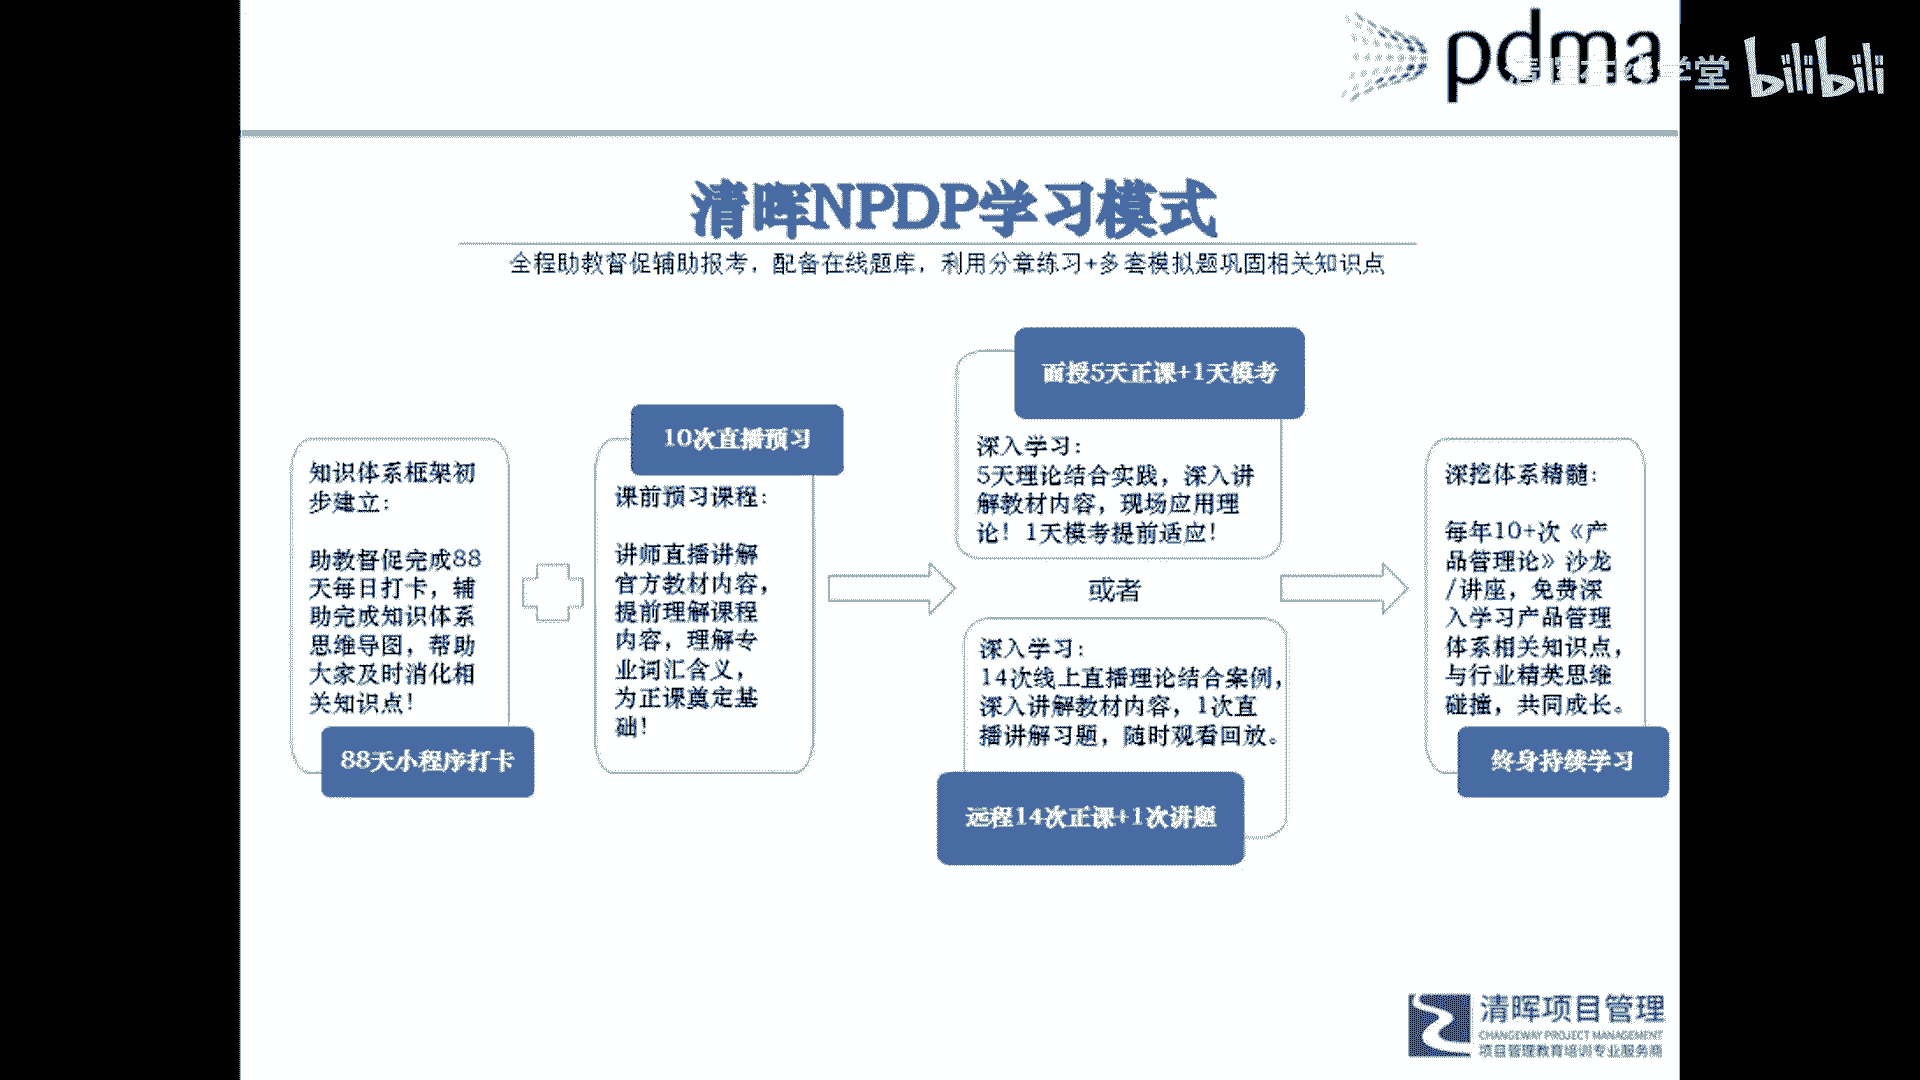 pdma
学堂 bilibili
清晖NPDP学习模式
全程助教督促辅助报考，配备在线题库，利用分章练习+多套模拟题巩固相关知识点
知识体系框架初
步建立：
助教督促完成88
天每日打卡，辅
助完成知识体系
思维导图，帮助
大家及时消化相
关知识点！
88天小程序打卡
10次直播预习
课前预习课程：
讲师直播讲解
官方教材内容，
提前理解课程
内容，理解专
业词汇含义，
为正课奠定基
础！
面授5天正课+1天模考
深入学习：
5天理论结合实践，深入讲
解教材内容，现场应用理
论！1天模考提前适应！
或者
深入学习：
14次线上直播理论结合案例，
深入讲解教材内容，1次直
播讲解习题，随时观看回放。
远程14次正课+1次讲题
深挖体系精髓：
每年10+次《产
品管理论》沙龙
/讲座，免费深
入学习产品管理
体系相关知识点，
与行业精英思维
碰撞，共同成长。
终身持续学习
清晖项目管理
CHANGEWAY PROJECT MANAGEMENT
项目管理教育培训专业服务商